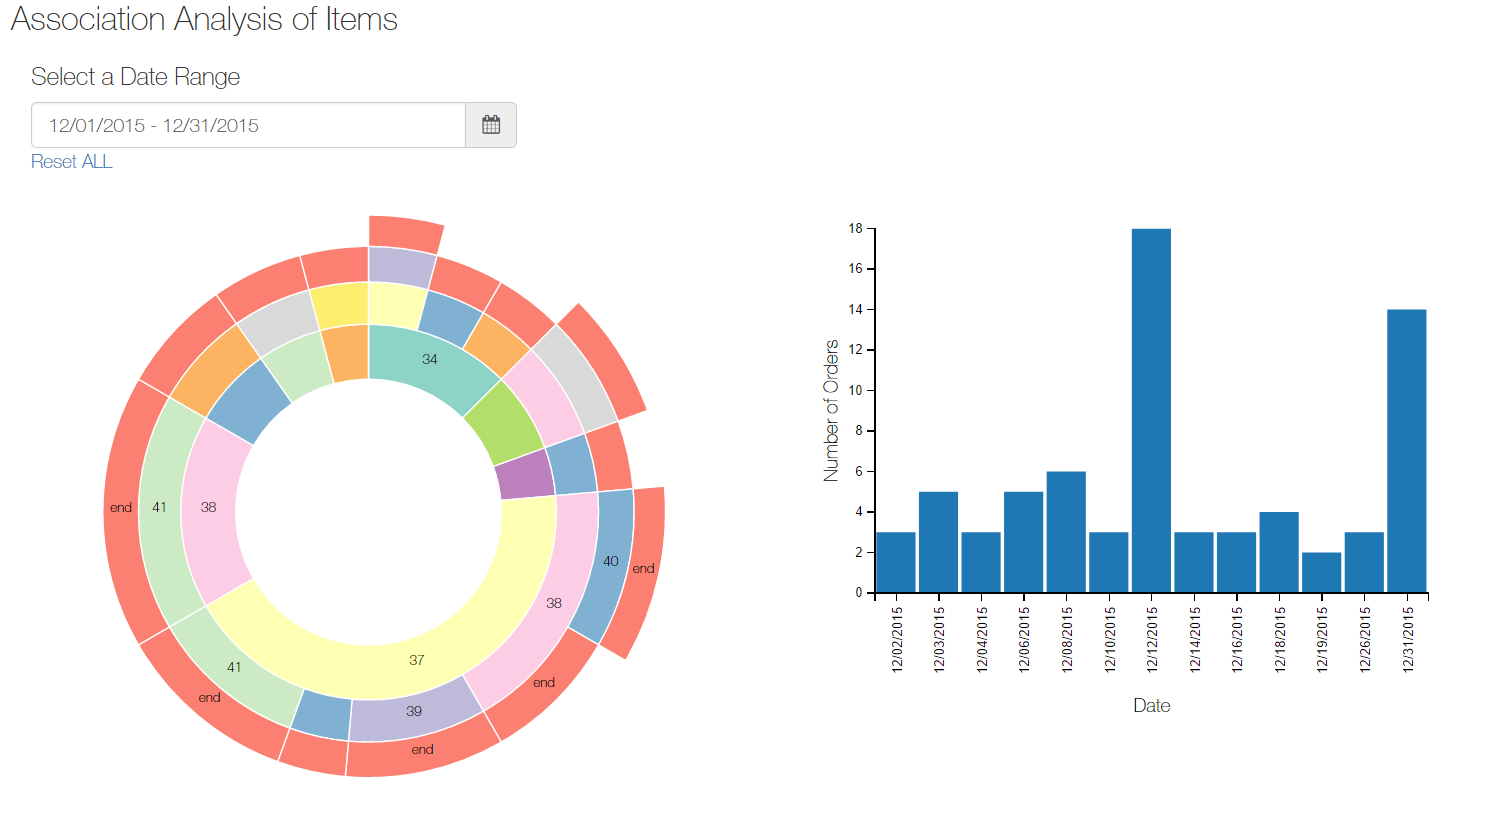 Association Analysis of Items
Select a Date Range
12/01/2015 - 12/31/2015
Reset ALL
34
41
38
end
40
end
38
37
41
end
end
39
end
18
16
14
12
10
8
6
4
2
0
Number of Orders
12/02/2015
12/03/2015
12/04/2015
12/06/2015
12/08/2015
12/10/2015
12/12/2015
12/14/2015
12/16/2015
12/18/2015
12/19/2015
12/26/2015
12/31/2015
Date